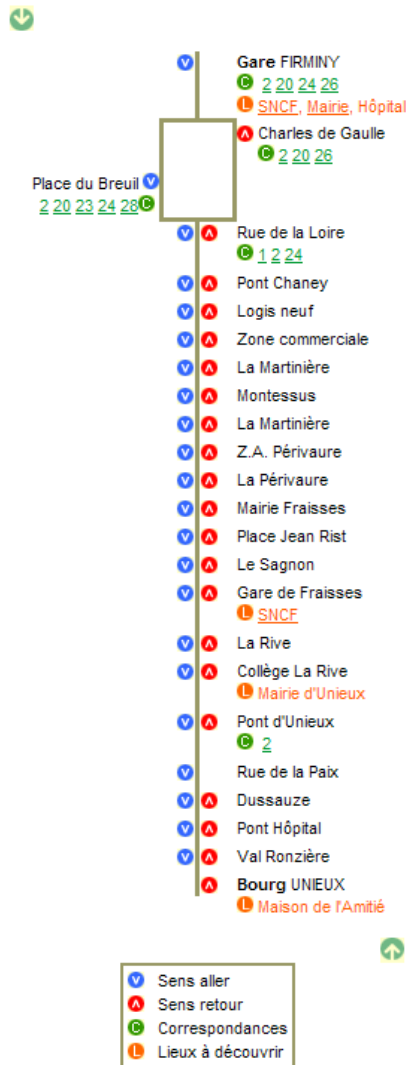 Gare FIRMINY
C 2 20 24 26
L SNCF, Mairie, Hôpital
Charles de Gaulle
C 2 20 26
Place du Breuil
2 20 23 24 28 C
Rue de la Loire
C 1 2 24
Pont Chaney
Logis neuf
Zone commerciale
La Martinière
Montessus
La Martinière
Z.A. Périvaure
La Périvaure
Mairie Fraisses
Place Jean Rist
Le Sagnon
Gare de Fraisses
L SNCF
La Rive
Collège La Rive
L Mairie d'Unieux
Pont d'Unieux
C 2
Rue de la Paix
Dussauze
Pont Hôpital
Val Ronzière
Bourg UNIEUX
L Maison de l'Amitié
Sens aller
Sens retour
C Correspondances
L Lieux à découvrir